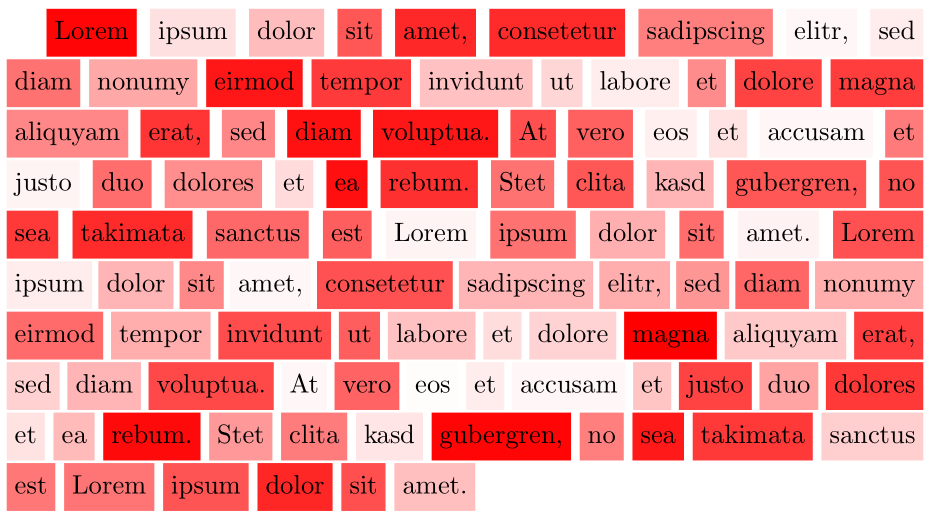 Lorem ipsum dolor sit amet, consetetur sadipscing elitr, sed
diam nonumy eirmod tempor invidunt ut labore et dolore magna
aliquyam erat, sed diam voluptua. At vero eos et accusam et
justo duo dolores et ea rebum. Stet clita kasd gubergren, no
sea takimata sanctus est Lorem ipsum dolor sit amet. Lorem
ipsum dolor sit amet, consetetur sadipscing elitr, sed diam nonumy
eirmod tempor invidunt ut labore et dolore magna aliquyam erat,
sed diam voluptua. At vero eos et accusam et justo duo dolores
et ea rebum. Stet clita kasd gubergren, no sea takimata sanctus
est Lorem ipsum dolor sit amet.